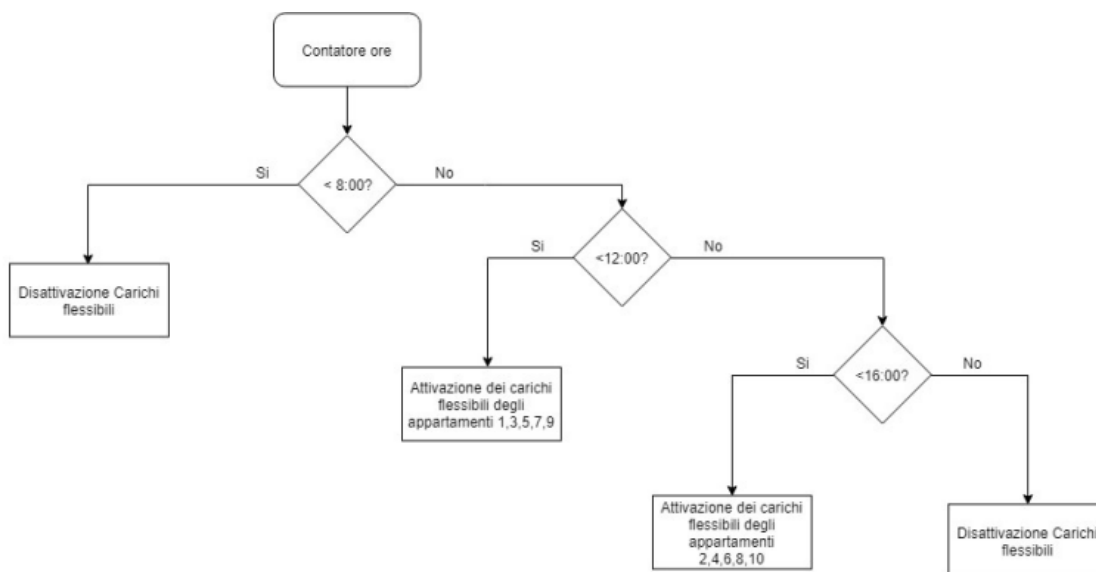 Contatore ore
Si
< 8:00?
No
Si
<12:00?
No
Disattivazione Carichi
flessibili
Si
<16:00?
No
Attivazione dei carichi
flessibili degli
appartamenti 1,3,5,7,9
Attivazione dei carichi
flessibili degli
appartamenti
2,4,6,8,10
Disattivazione Carichi
flessibili